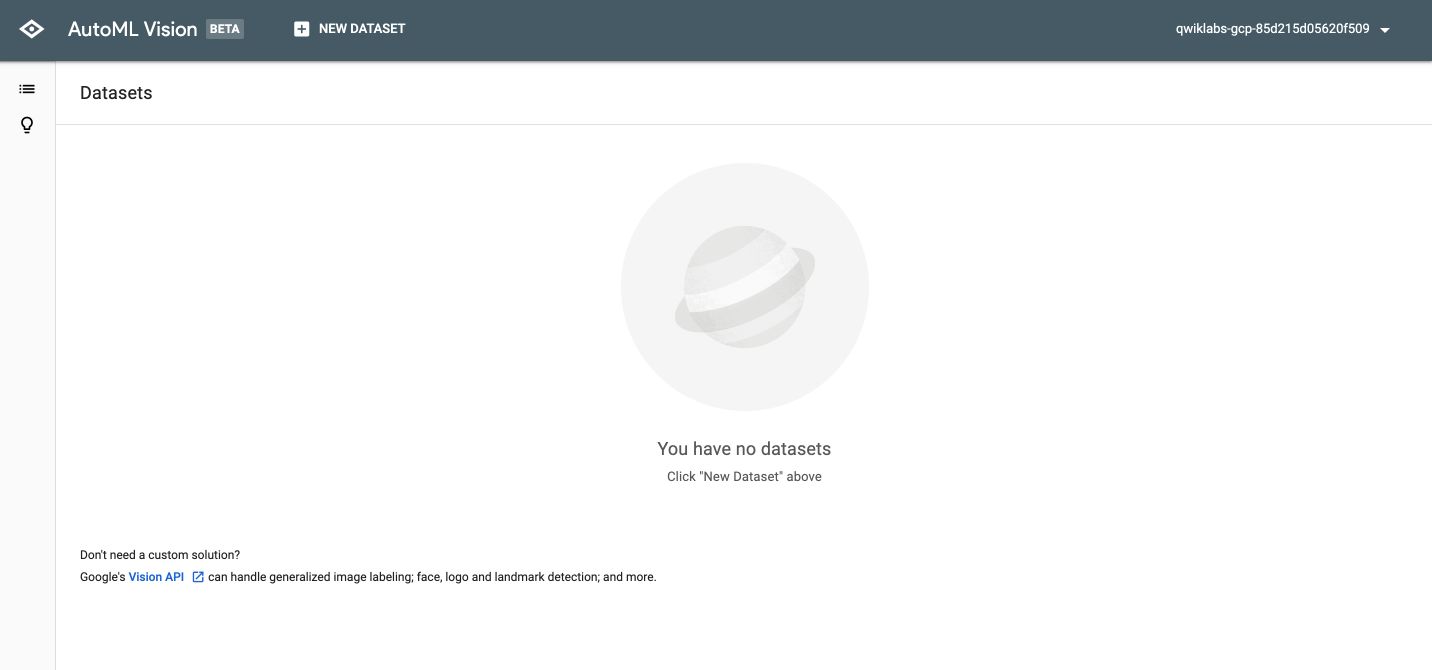 AutoML Vision BETA NEW DATASET qwiklabs-gcp-85d215d05620f509
Datasets
You have no datasets
Click "New Dataset" above
Don't need a custom solution?
Google's Vision API can handle generalized image labeling; face, logo and landmark detection; and more.